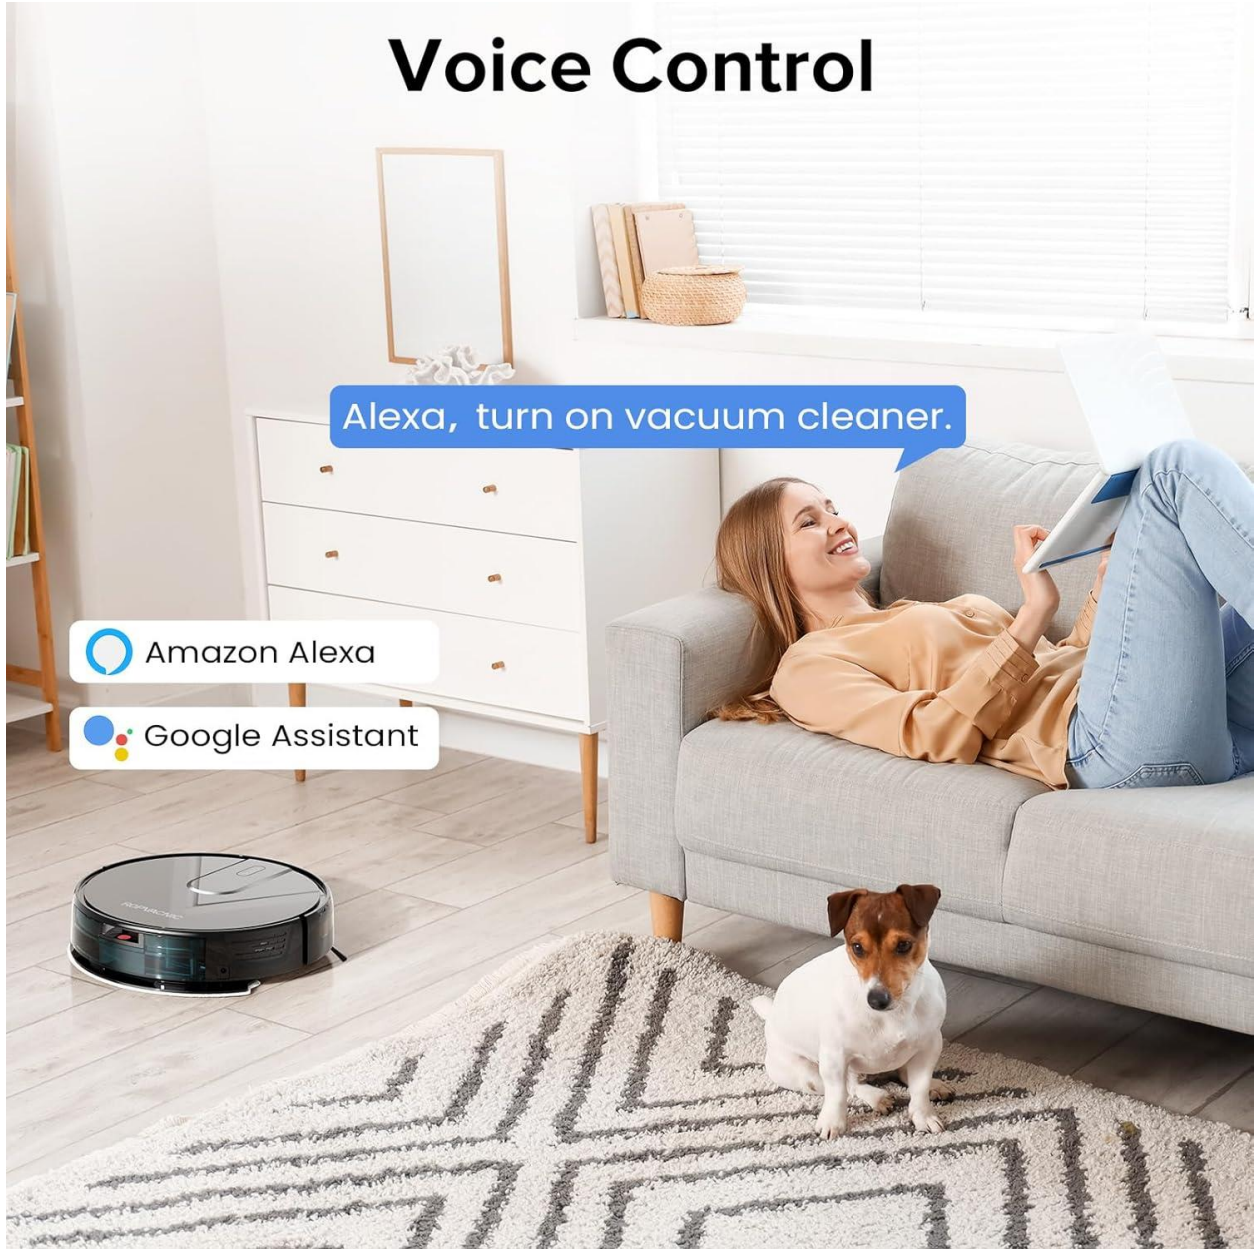 Voice Control
Alexa, turn on vacuum cleaner.
Amazon Alexa
Google Assistant